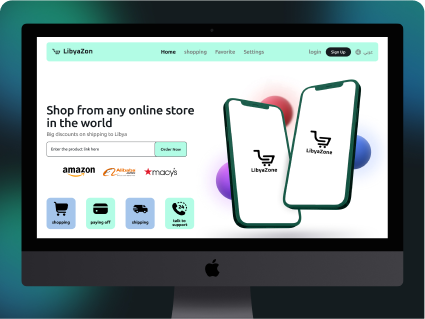 LibyaZon
Home
shopping
Favorite
Settings
login
Sign Up
Shop from any online store
in the world
Big discounts on shipping to Libya
Enter the product link here
Order Now
amazon
Alibaba.com
macy's
shopping
paying off
shipping
24
talk to
support
LibyaZone
LibyaZone